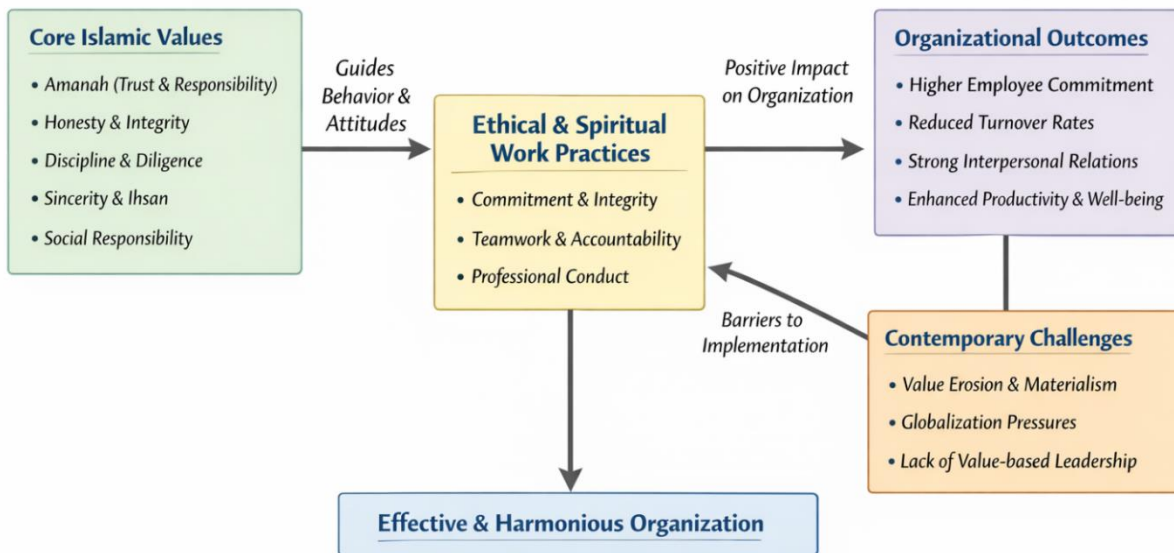 Core Islamic Values
• Amanah (Trust & Responsibility)
• Honesty & Integrity
• Discipline & Diligence
• Sincerity & Ihsan
• Social Responsibility
Guides
Behavior &
Attitudes
Ethical & Spiritual
Work Practices
• Commitment & Integrity
• Teamwork & Accountability
• Professional Conduct
Positive Impact
on Organization
Organizational Outcomes
• Higher Employee Commitment
• Reduced Turnover Rates
• Strong Interpersonal Relations
• Enhanced Productivity & Well-being
Barriers to
Implementation
Contemporary Challenges
• Value Erosion & Materialism
• Globalization Pressures
• Lack of Value-based Leadership
Effective & Harmonious Organization